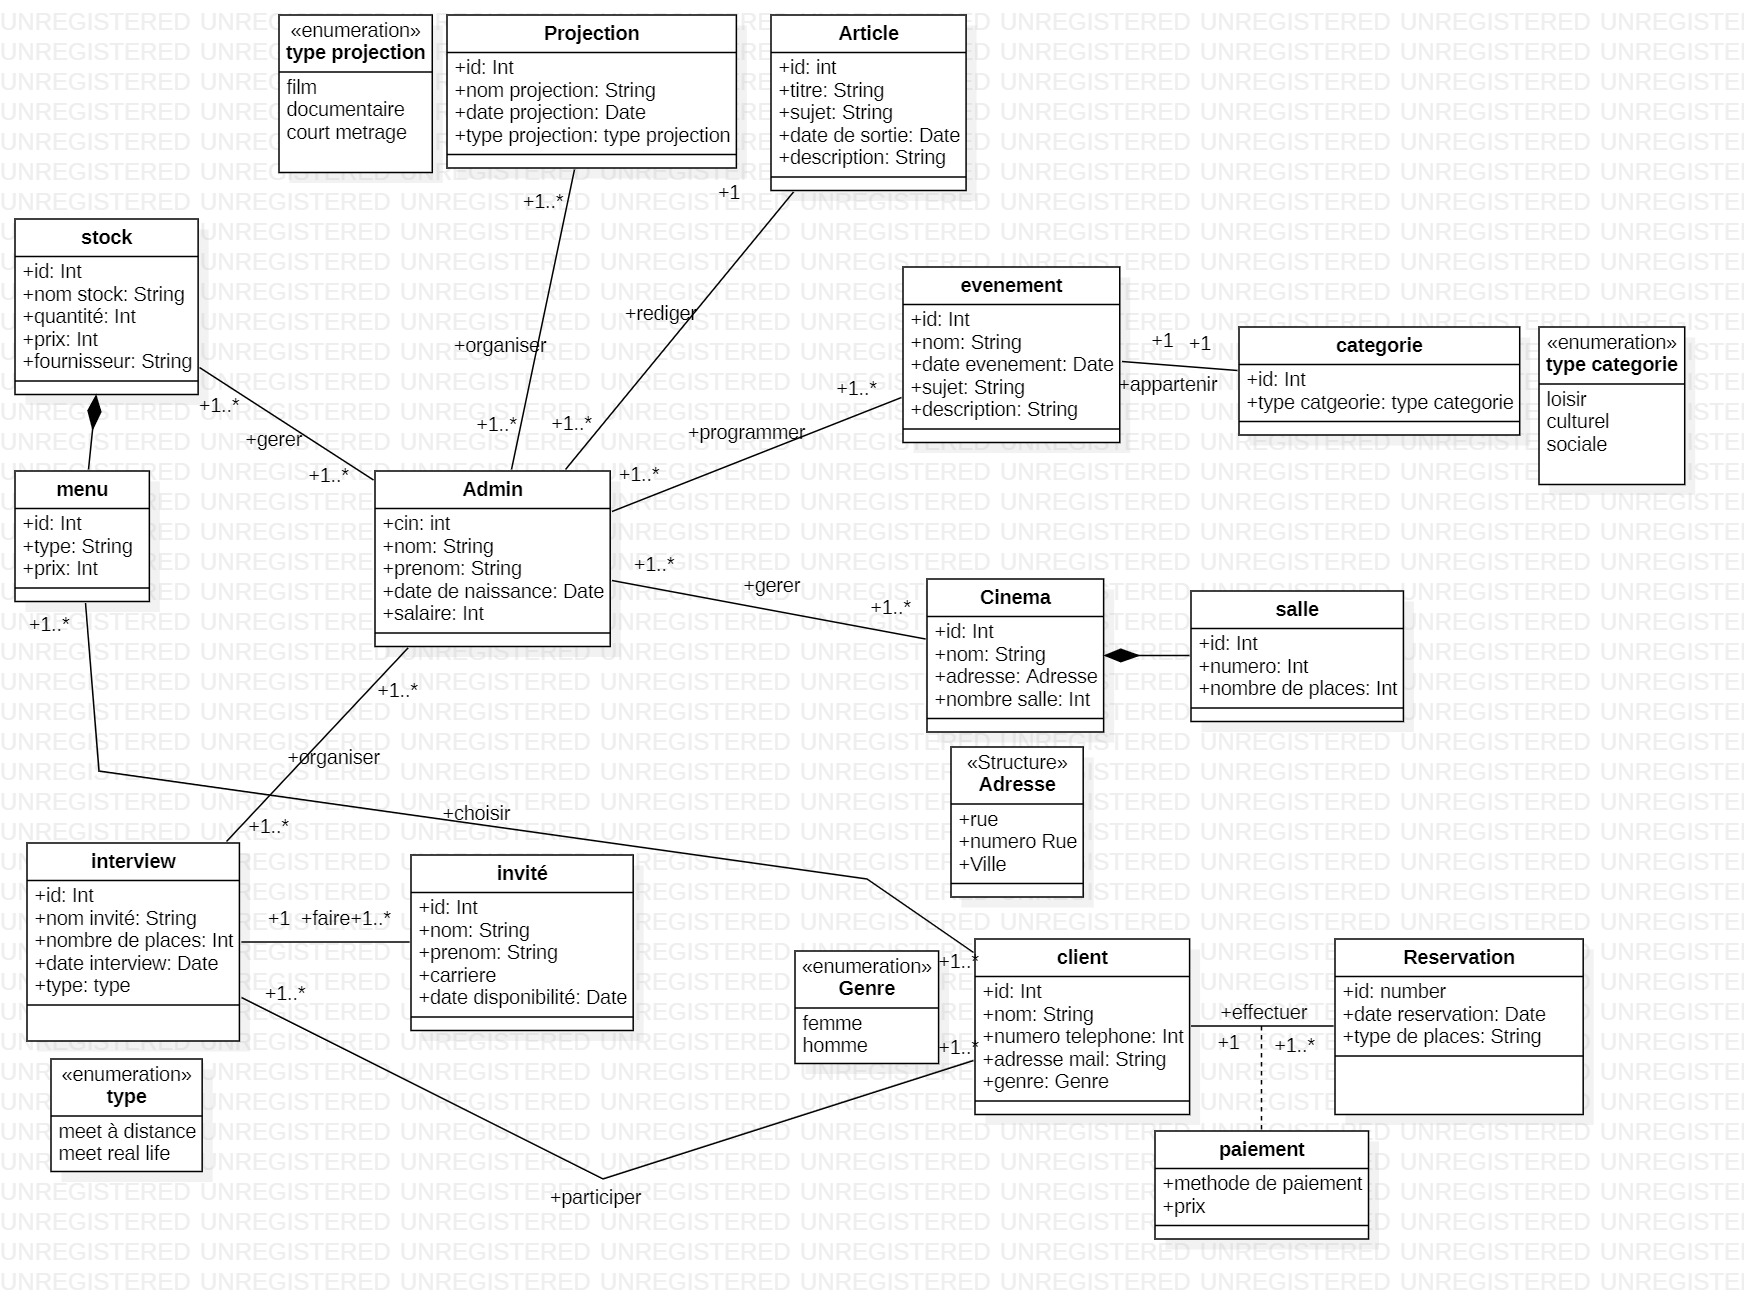 «enumeration»
type projection
film
documentaire
court metrage
Projection
+id: Int
+nom projection: String
+date projection: Date
+type projection: type projection
Article
+id: int
+titre: String
+sujet: String
+date de sortie: Date
+description: String
+1..*
+1
stock
+id: Int
+nom stock: String
+quantité: Int
+prix: Int
+fournisseur: String
evenement
+id: Int
+nom: String
+date evenement: Date
+sujet: String
+description: String
+1
+1
+appartenir
categorie
+id: Int
+type catgeorie: type categorie
«enumeration»
type categorie
loisir
culturel
sociale
+rediger
+organiser
+1..*
+gerer
+1..*
+1..*
+1..*
+1..*
+programmer
+1..*
menu
+id: Int
+type: String
+prix: Int
Admin
+cin: int
+nom: String
+prenom: String
+date de naissance: Date
+salaire: Int
+1..*
+gerer
+1..*
Cinema
+id: Int
+nom: String
+adresse: Adresse
+nombre salle: Int
salle
+id: Int
+numero: Int
+nombre de places: Int
+1..*
+1..*
+organiser
+1..*
+choisir
«Structure»
Adresse
+rue
+numero Rue
+Ville
interview
+id: Int
+nom invité: String
+nombre de places: Int
+date interview: Date
+type: type
+1 +faire+1..*
invité
+id: Int
+nom: String
+prenom: String
+carriere
+date disponibilité: Date
+1..*
«enumeration»
Genre
femme
homme
+1..*
+1..*
client
+id: Int
+nom: String
+numero telephone: Int
+adresse mail: String
+genre: Genre
+effectuer
+1
+1..*
Reservation
+id: number
+date reservation: Date
+type de places: String
«enumeration»
type
meet à distance
meet real life
+participer
paiement
+methode de paiement
+prix
UNREGISTERED